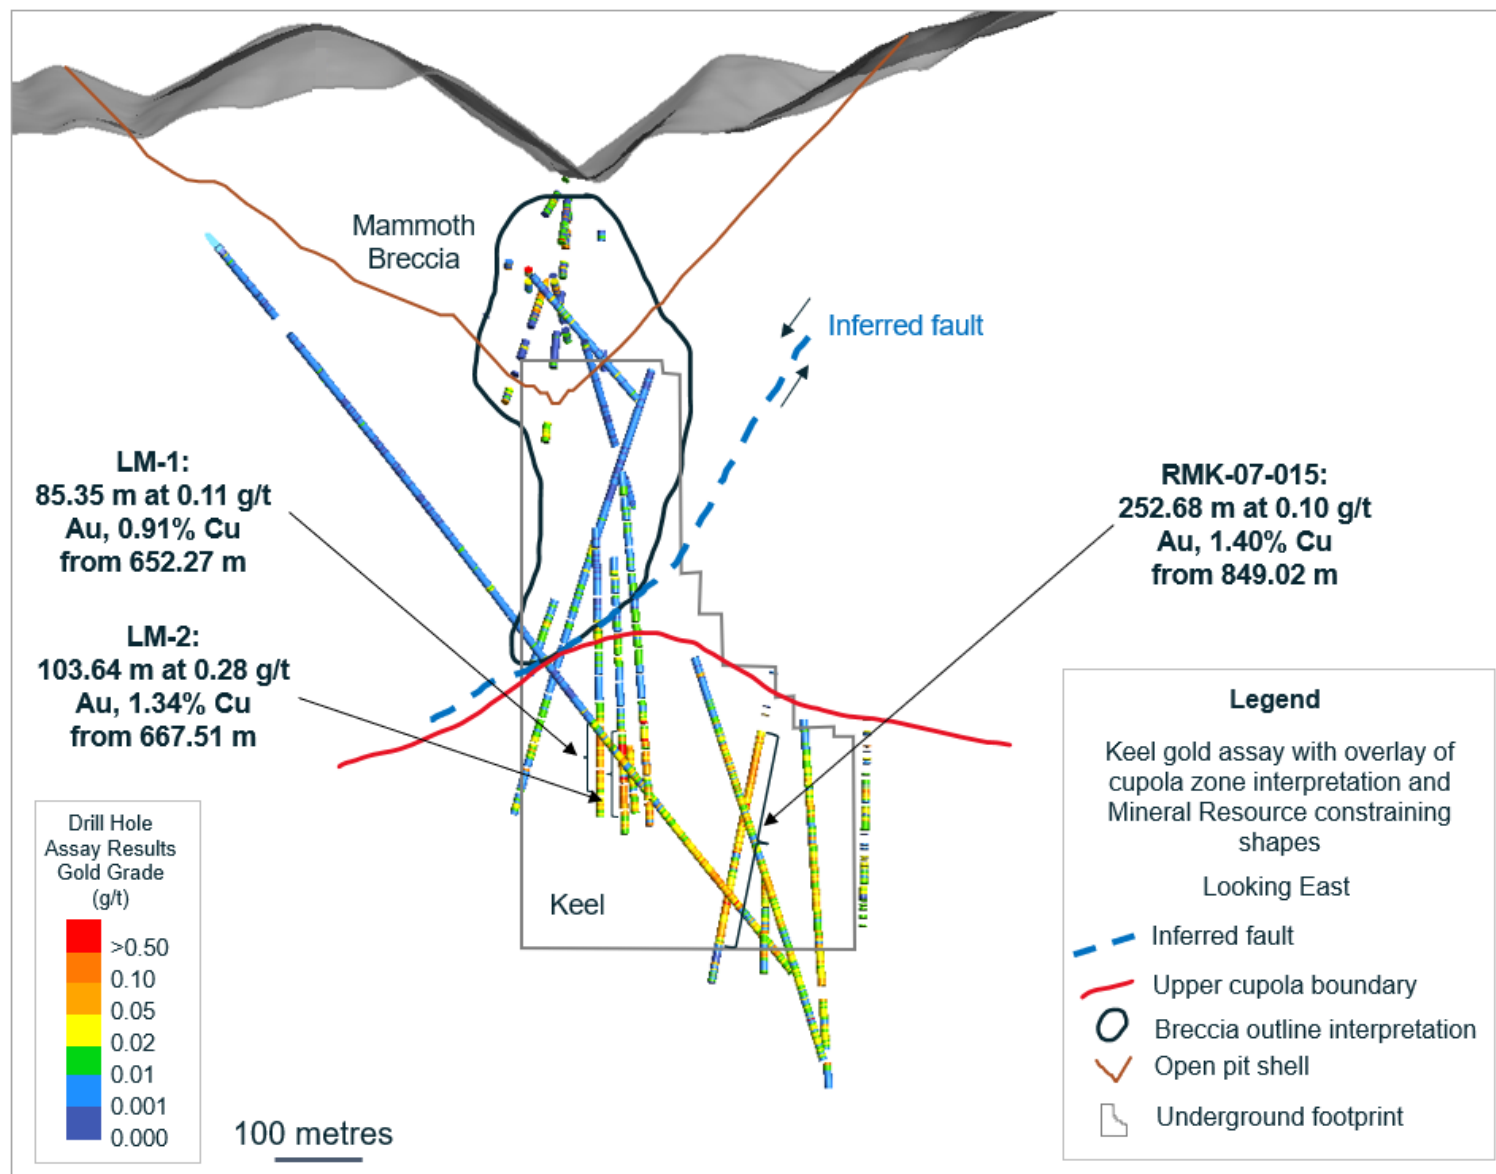 Mammoth
Breccia
Inferred fault
LM-1:
85.35 m at 0.11 g/t
Au, 0.91% Cu
from 652.27 m
RMK-07-015:
252.68 m at 0.10 g/t
Au, 1.40% Cu
from 849.02 m
LM-2:
103.64 m at 0.28 g/t
Au, 1.34% Cu
from 667.51 m
Keel
Drill Hole
Assay Results
Gold Grade
(g/t)
>0.50
0.10
0.05
0.02
0.01
0.001
0.000
100 metres
Legend
Keel gold assay with overlay of
cupola zone interpretation and
Mineral Resource constraining
shapes
Looking East
Inferred fault
Upper cupola boundary
Breccia outline interpretation
Open pit shell
Underground footprint